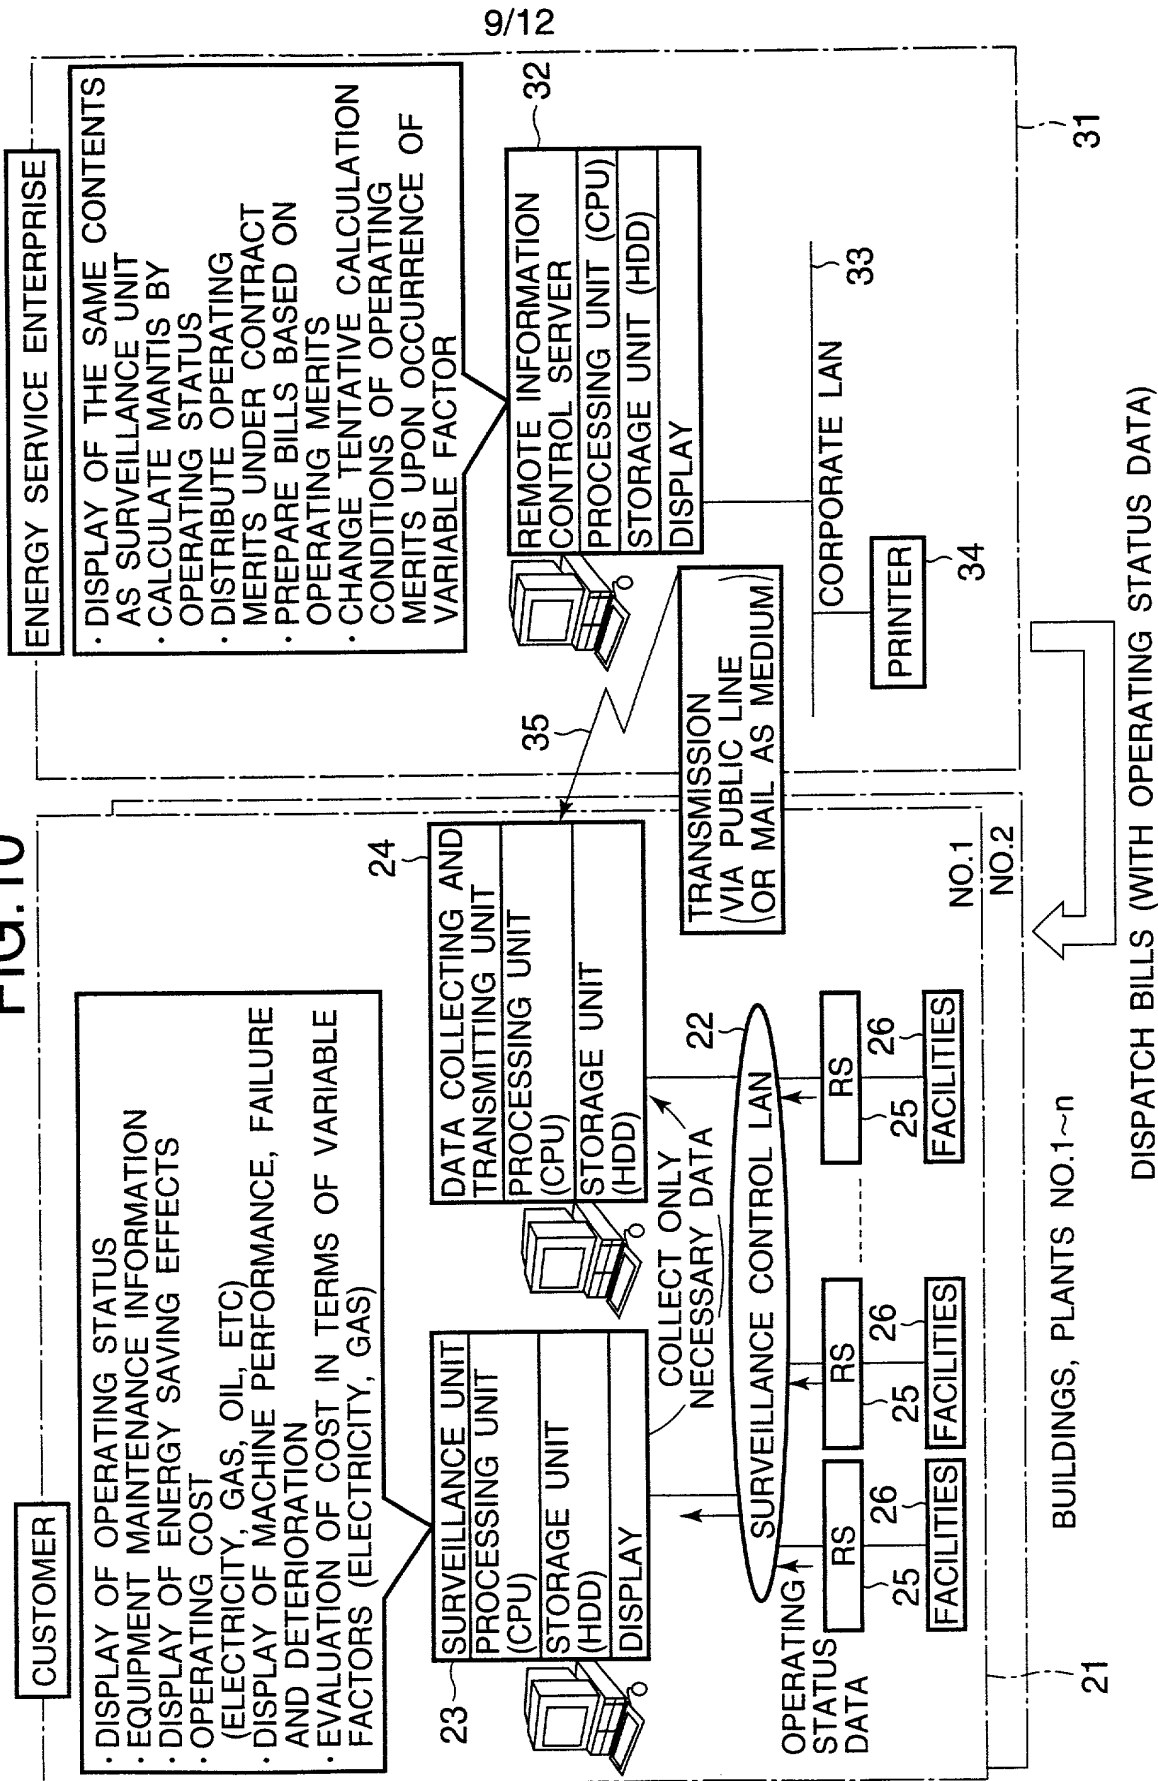 9/12
FIG.10
CUSTOMER
· DISPLAY OF OPERATING STATUS
· EQUIPMENT MAINTENANCE INFORMATION
· DISPLAY OF ENERGY SAVING EFFECTS
· OPERATING COST
(ELECTRICITY, GAS, OIL, ETC)
· DISPLAY OF MACHINE PERFORMANCE, FAILURE
AND DETERIORATION
· EVALUATION OF COST IN TERMS OF VARIABLE
FACTORS (ELECTRICITY, GAS)
23
SURVEILLANCE UNIT
PROCESSING UNIT
(CPU)
STORAGE UNIT
(HDD)
DISPLAY
24
DATA COLLECTING AND
TRANSMITTING UNIT
PROCESSING UNIT
(CPU)
STORAGE UNIT
(HDD)
COLLECT ONLY
NECESSARY DATA
22
SURVEILLANCE CONTROL LAN
OPERATING
STATUS
DATA
RS
RS
RS
25
26
25
26
25
26
FACILITIES
FACILITIES
FACILITIES
NO.1
NO.2
21
BUILDINGS, PLANTS NO.1~n
ENERGY SERVICE ENTERPRISE
· DISPLAY OF THE SAME CONTENTS
AS SURVEILLANCE UNIT
· CALCULATE MANTIS BY
OPERATING STATUS
· DISTRIBUTE OPERATING
MERITS UNDER CONTRACT
· PREPARE BILLS BASED ON
OPERATING MERITS
· CHANGE TENTATIVE CALCULATION
CONDITIONS OF OPERATING
MERITS UPON OCCURRENCE OF
VARIABLE FACTOR
32
REMOTE INFORMATION
CONTROL SERVER
PROCESSING UNIT (CPU)
STORAGE UNIT (HDD)
DISPLAY
35
TRANSMISSION
(VIA PUBLIC LINE
OR MAIL AS MEDIUM)
33
CORPORATE LAN
PRINTER
34
31
DISPATCH BILLS (WITH OPERATING STATUS DATA)